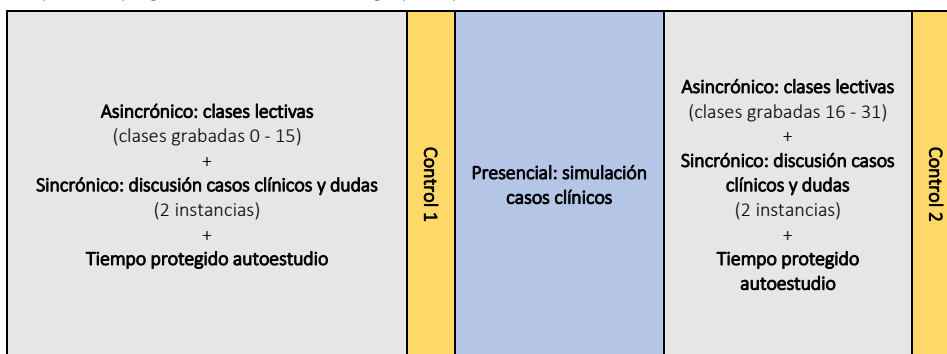 Asincrónico: clases lectivas
(clases grabadas 0 - 15)
+
Sincrónico: discusión casos clínicos y dudas
(2 instancias)
+
Tiempo protegido autoestudio
Control 1
Presencial: simulación
casos clínicos
Asincrónico: clases lectivas
(clases grabadas 16 - 31)
+
Sincrónico: discusión casos
clínicos y dudas
(2 instancias)
+
Tiempo protegido
autoestudio
Control 2